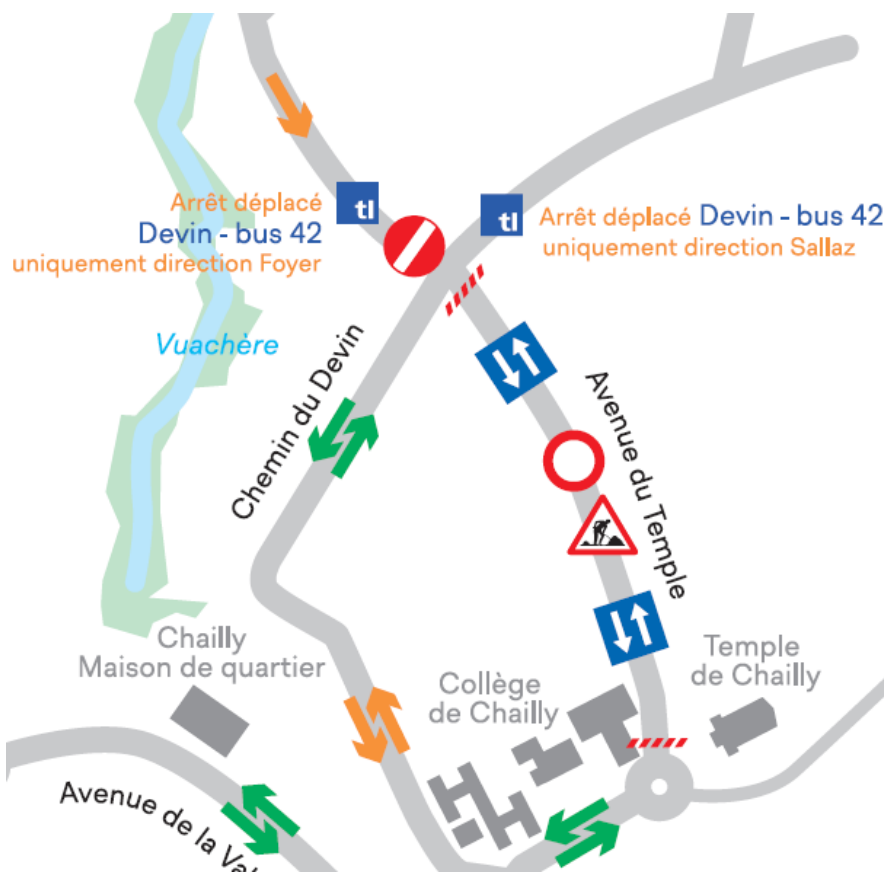 Arrêt déplacé
Devin - bus 42
uniquement direction Foyer
tl
tl
Arrêt déplacé Devin - bus 42
uniquement direction Sallaz
Vuachère
Chemin du Devin
Avenue du Temple
Chailly
Maison de quartier
Collège
de Chailly
Temple
de Chailly
Avenue de la